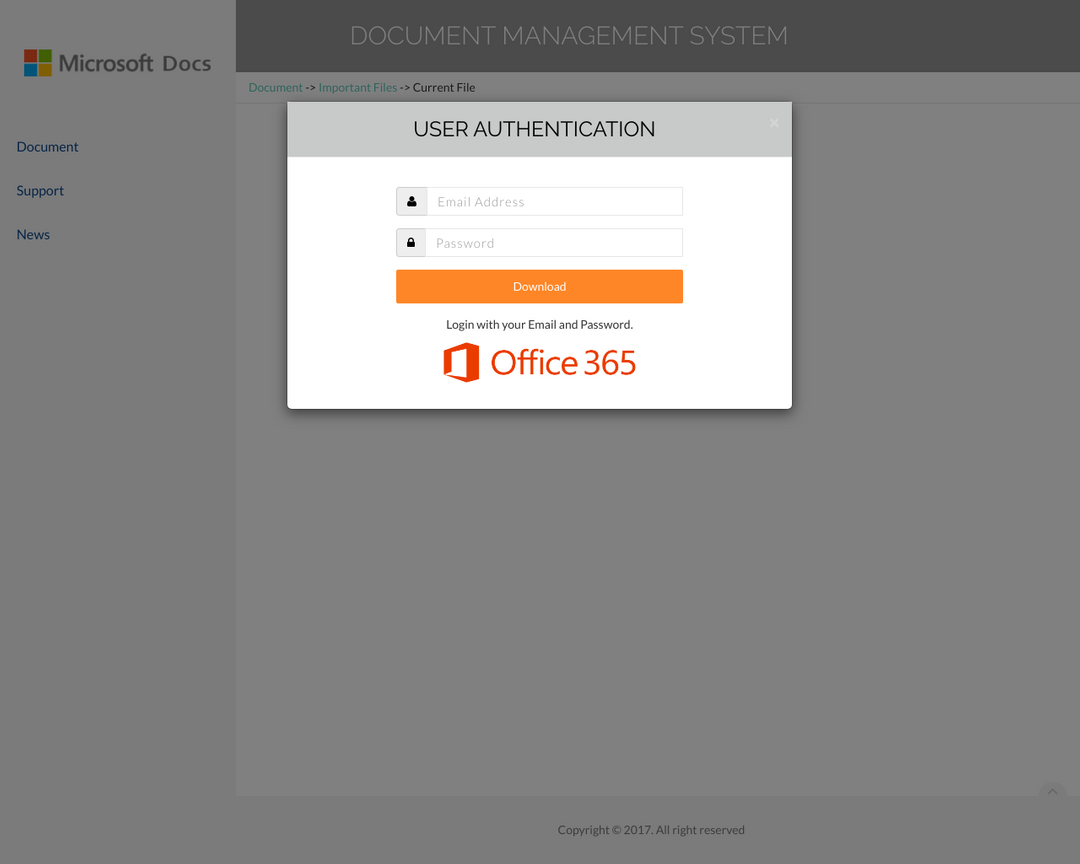 DOCUMENT MANAGEMENT SYSTEM
Microsoft Docs
Document -> Important Files -> Current File
USER AUTHENTICATION
×
Document
Support
News
Email Address
Password
Download
Login with your Email and Password.
Office 365
Copyright © 2017. All right reserved